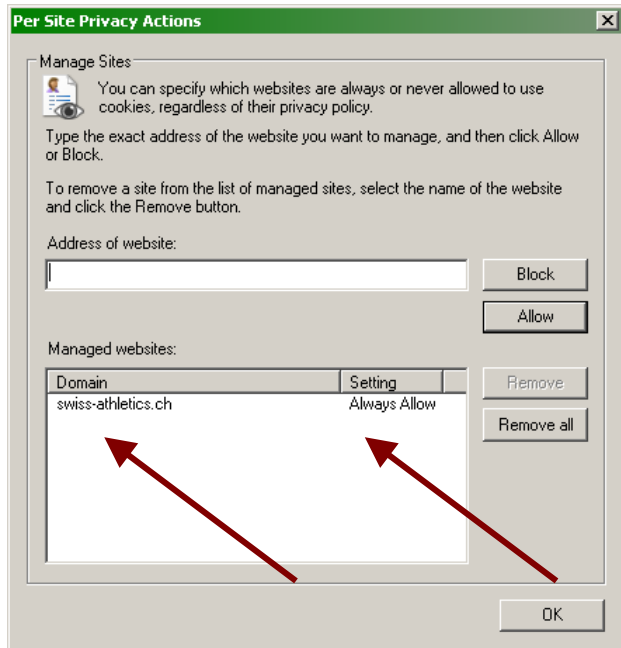 Per Site Privacy Actions
Manage Sites
You can specify which websites are always or never allowed to use
cookies, regardless of their privacy policy.
Type the exact address of the website you want to manage, and then click Allow
or Block.
To remove a site from the list of managed sites, select the name of the website
and click the Remove button.
Address of website:
Block
Allow
Managed websites:
Domain Setting
Remove
swiss-athletics.ch Always Allow
Remove all
OK